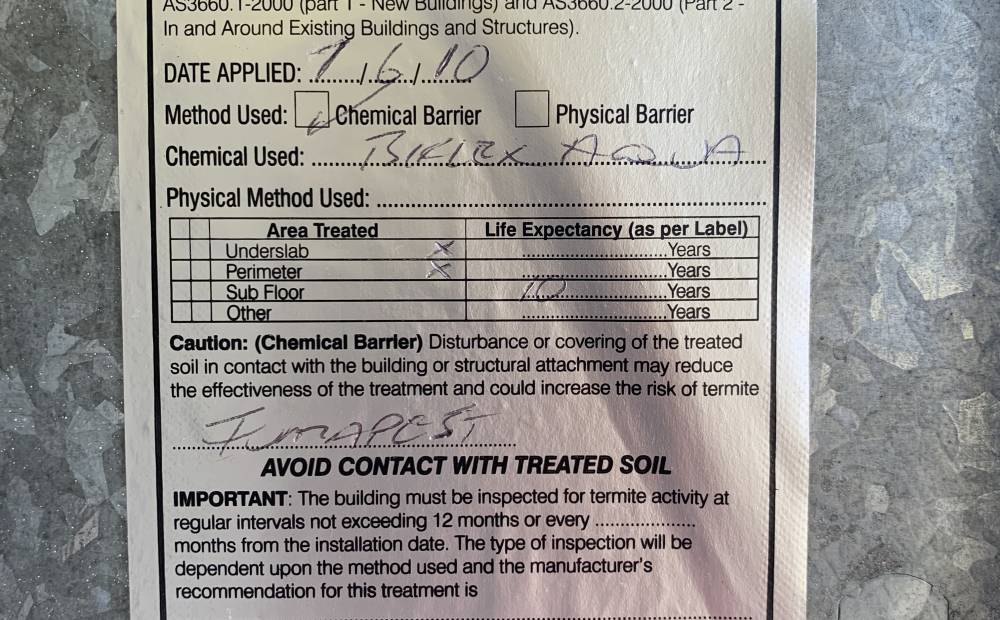 AS3660.1-2000 (part 1 - New Buildings) and AS3660.2-2000 (Part 2 -
In and Around Existing Buildings and Structures).
DATE APPLIED: 7/6/10
Method Used: Chemical Barrier Physical Barrier
Chemical Used: BIFLEX AQUA
Physical Method Used:
Area Treated Life Expectancy (as per Label)
Underslab X Years
Perimeter X Years
Sub Floor 10 Years
Other Years
Caution: (Chemical Barrier) Disturbance or covering of the treated
soil in contact with the building or structural attachment may reduce
the effectiveness of the treatment and could increase the risk of termite
AVOID CONTACT WITH TREATED SOIL
IMPORTANT: The building must be inspected for termite activity at
regular intervals not exceeding 12 months or every ....................
months from the installation date. The type of inspection will be
dependent upon the method used and the manufacturer's
recommendation for this treatment is